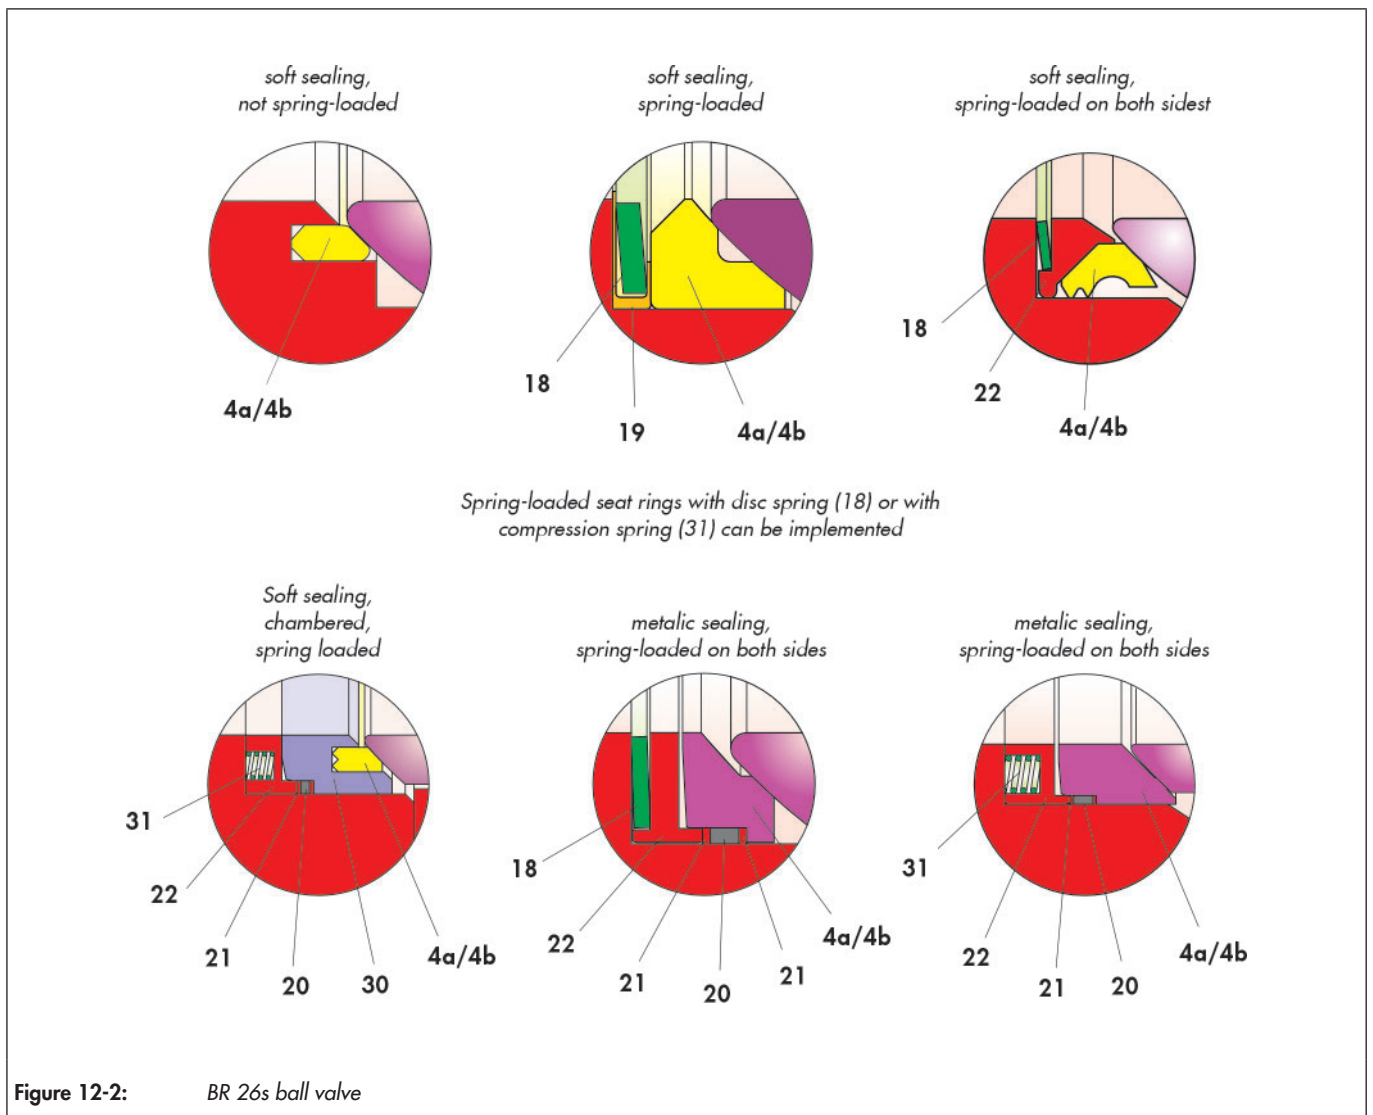 soft sealing,
not spring-loaded
soft sealing,
spring-loaded
soft sealing,
spring-loaded on both sidest
4a/4b
18
19
4a/4b
18
22
4a/4b
Spring-loaded seat rings with disc spring (18) or with
compression spring (31) can be implemented
Soft sealing,
chambered,
spring loaded
metalic sealing,
spring-loaded on both sides
metalic sealing,
spring-loaded on both sides
31
22
21
20
30
4a/4b
18
22
21
20
21
4a/4b
31
22
21
20
4a/4b
Figure 12-2: BR 26s ball valve